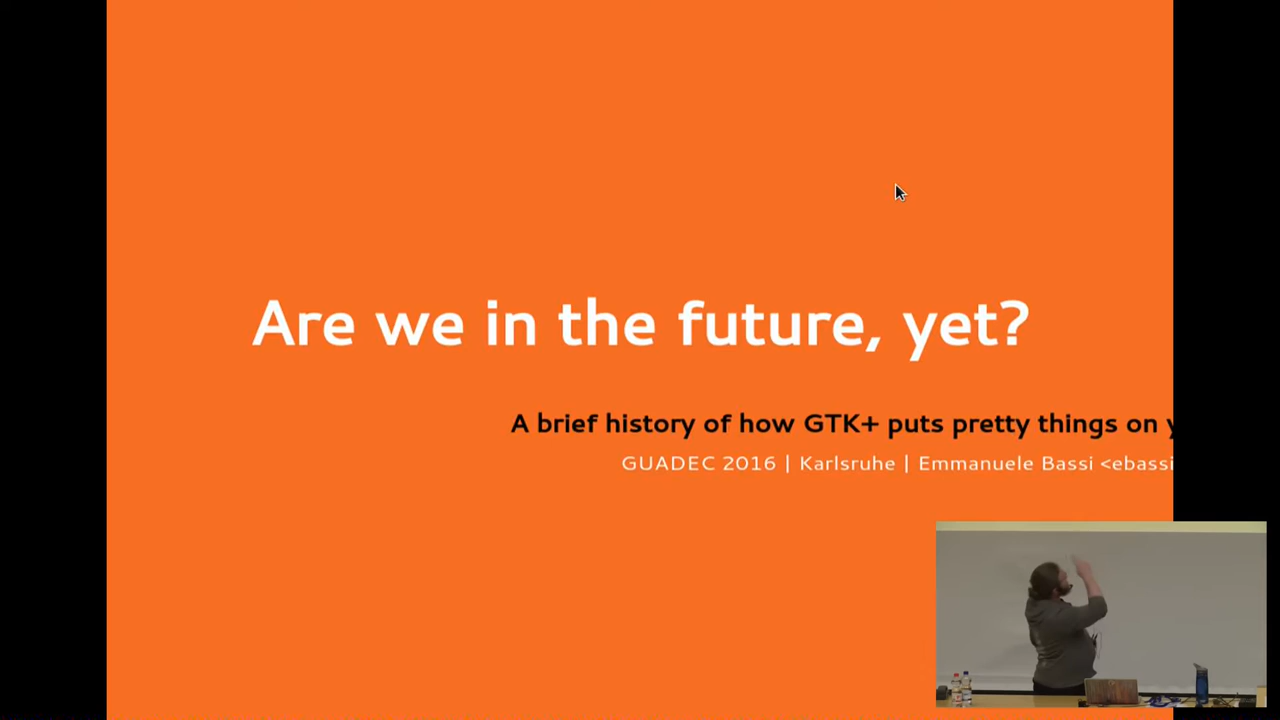 Are we in the future, yet?
A brief history of how GTK+ puts pretty things on y
GUADEC 2016 | Karlsruhe | Emmanuele Bassi <ebassi